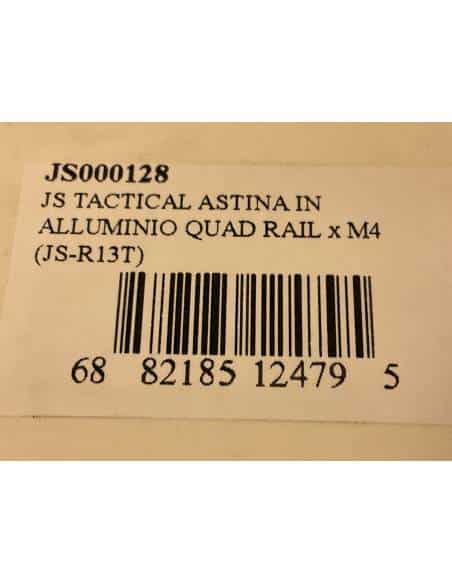 JS000128
JS TACTICAL ASTINA IN
ALLUMINIO QUAD RAIL x M4
(JS-R13T)
68 82185 12479 5